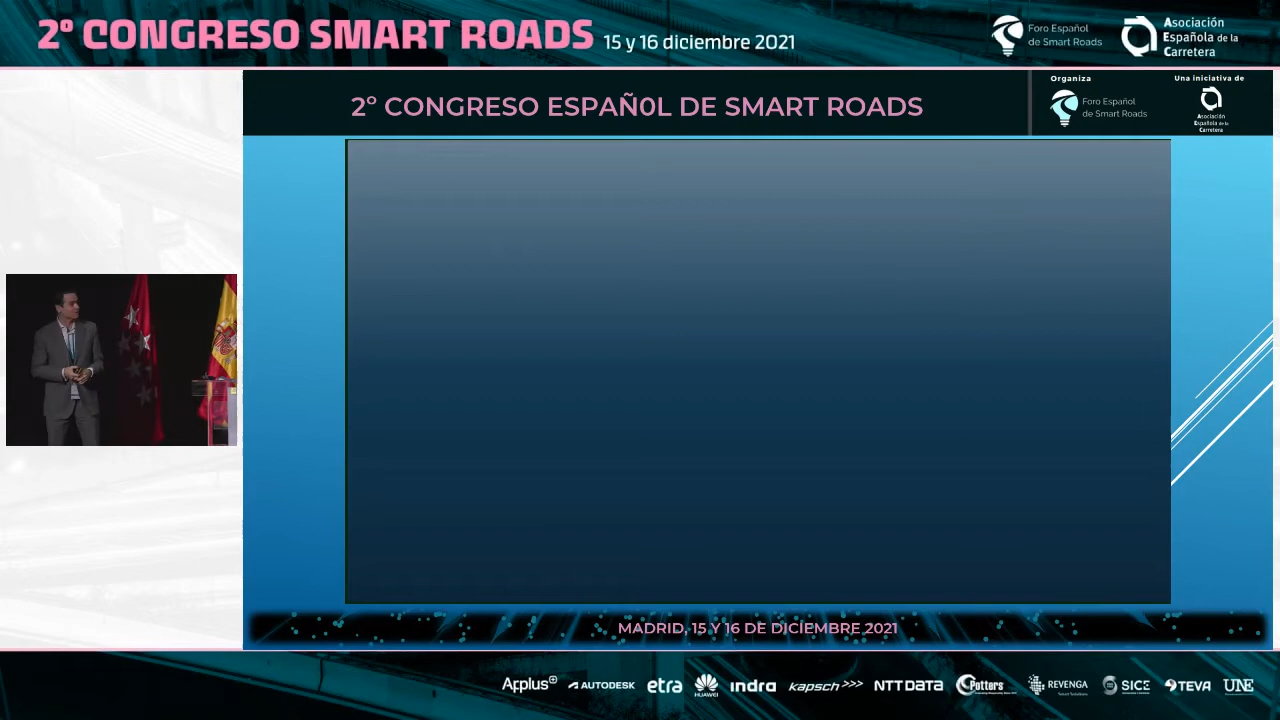 2º CONGRESO SMART ROADS 15 y 16 diciembre 2021
Foro Español
de Smart Roads
Asociación
Española de la
Carretera
2º CONGRESO ESPAÑ0L DE SMART ROADS
Organiza
Foro Español
de Smart Roads
Una iniciativa de
Asociación
Española de la
Carretera
MADRID, 15 Y 16 DE DICIEMBRE 2021
Applus+
AUTODESK
etra
HUAWEI
indra
kapsch >>>
NTT DATA
Potters
REVENGA
SICE
TEVA
UNE